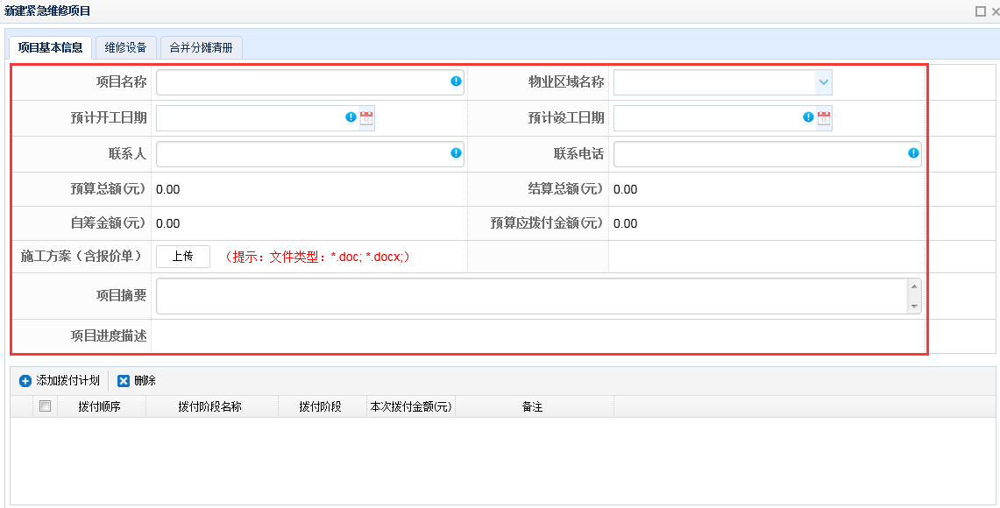 新建紧急维修项目
项目基本信息 维修设备 合并分摊清册
项目名称 物业区域名称
预计开工日期 预计竣工日期
联系人 联系电话
预算总额(元) 0.00 结算总额(元) 0.00
自筹金额(元) 0.00 预算应拨付金额(元) 0.00
施工方案（含报价单） 上传 （提示：文件类型：*.doc; *.docx;）
项目摘要
项目进度描述
添加拨付计划 删除
拨付顺序 拨付阶段名称 拨付阶段 本次拨付金额(元) 备注